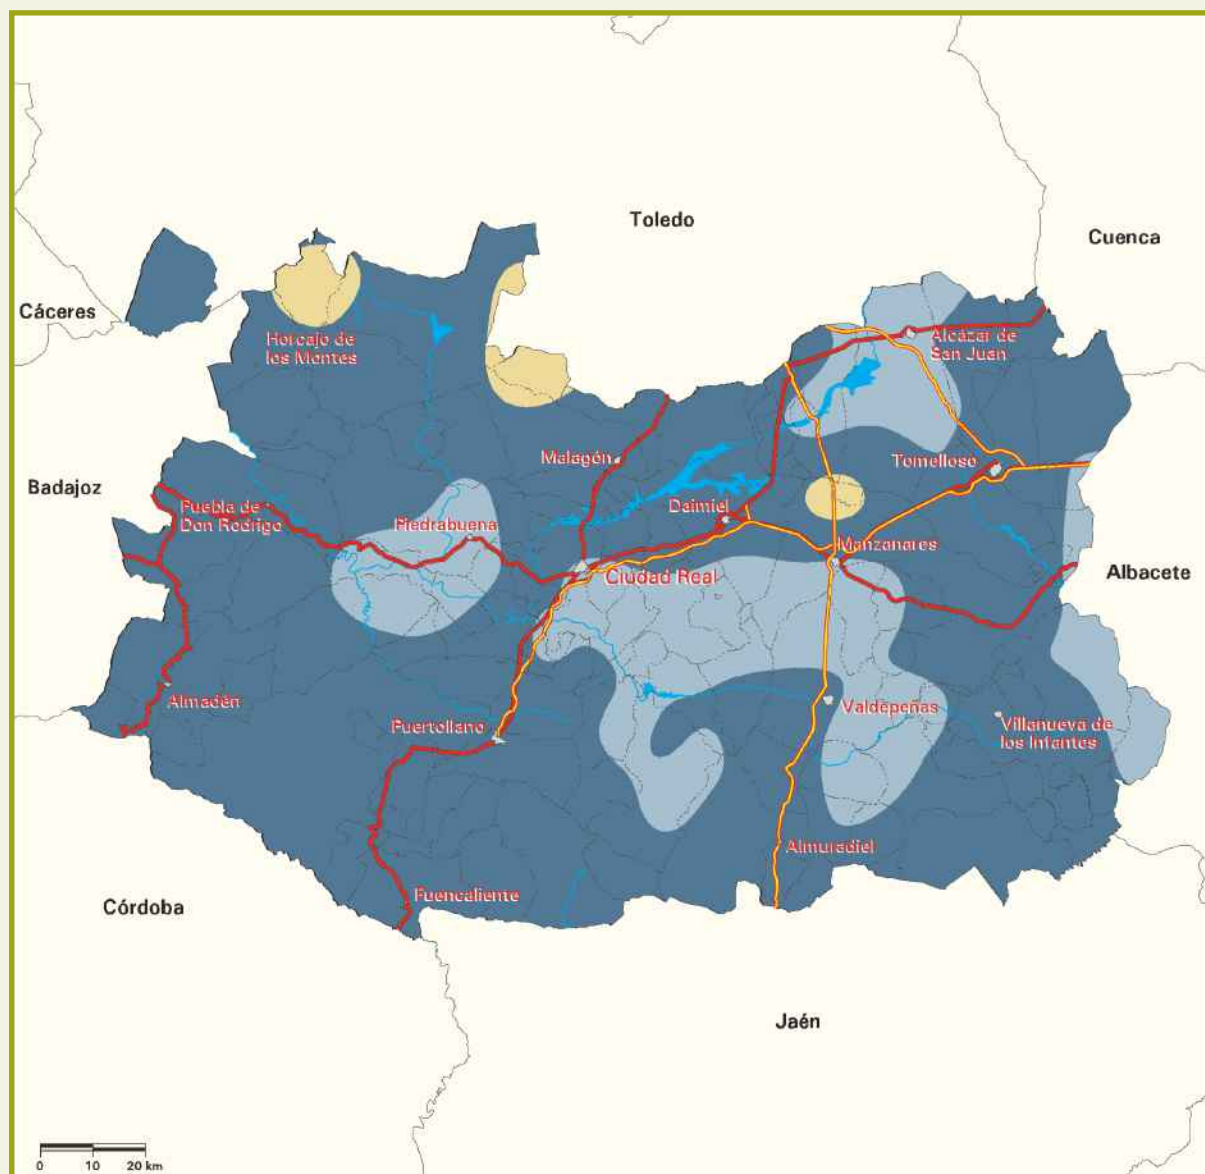 Toledo
Cuenca
Cáceres
Horcajo de
los Montes
Alcázar de
San Juan
Malagón
Tomelloso
Badajoz
Puebla de
Don Rodrigo
Piedrabuena
Daimiel
Manzanares
Ciudad Real
Albacete
Almadén
Puertollano
Valdepeñas
Villanueva de
los Infantes
Almuradiel
Fuencaliente
Córdoba
Jaén
0 10 20 km